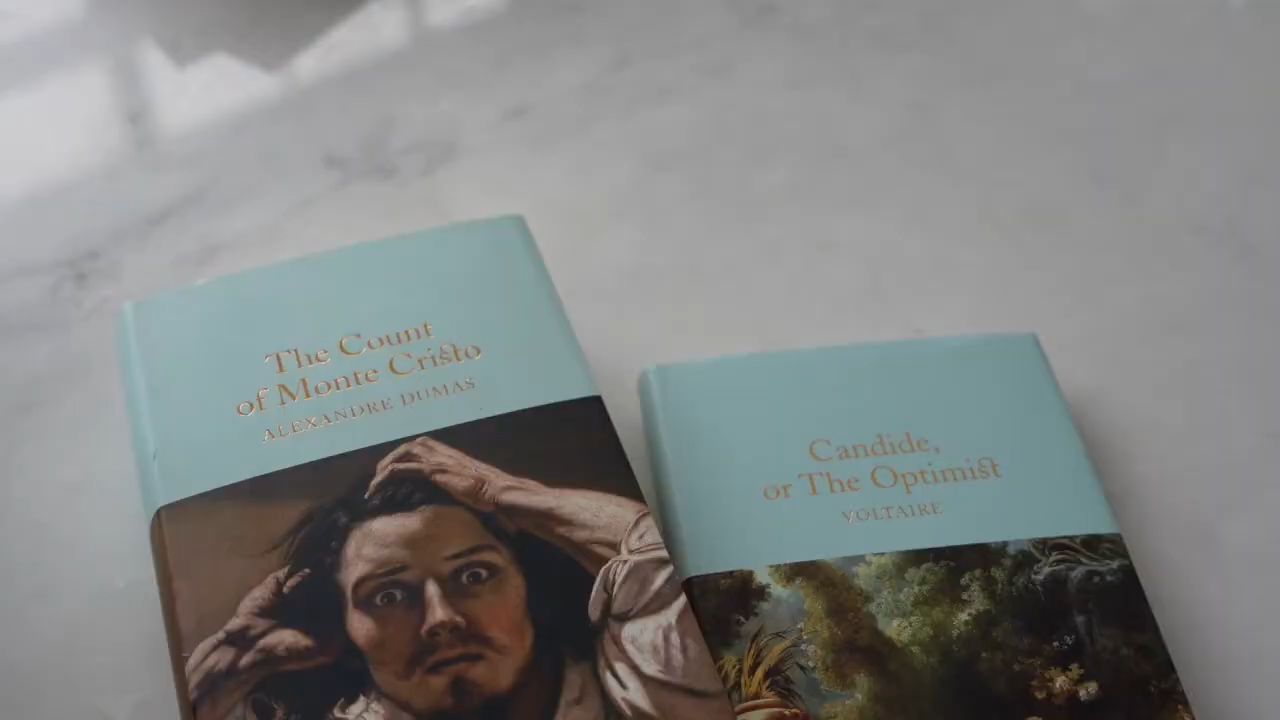 The Count
of Monte Cristo
ALEXANDRE DUMAS
Candide,
or The Optimist
VOLTAIRE